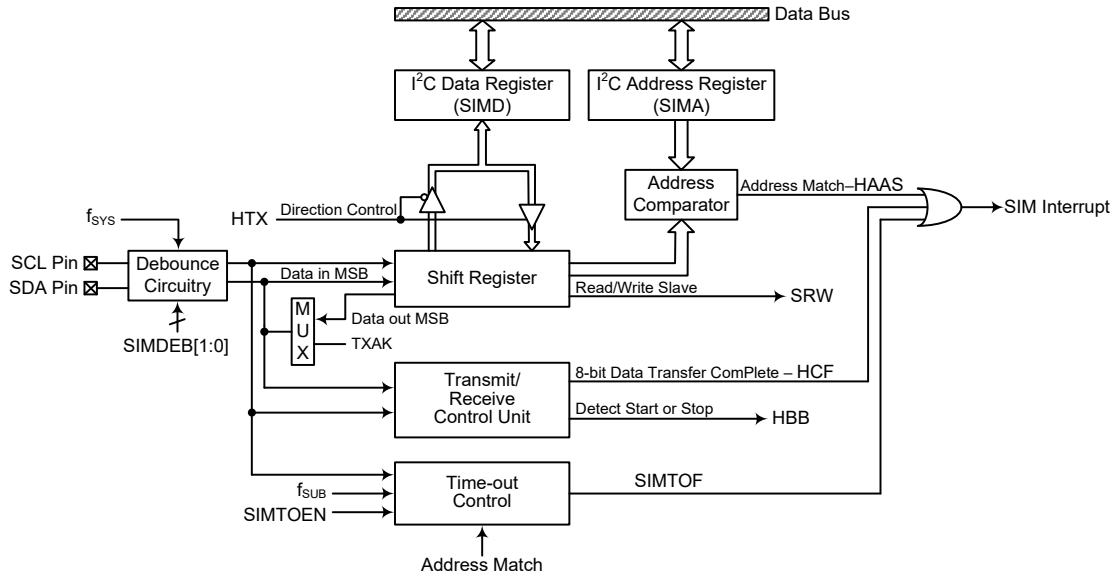 Data Bus
I²C Data Register
(SIMD)
I²C Address Register
(SIMA)
Address
Comparator
Address Match–HAAS
SIM Interrupt
HTX
Direction Control
fSYS
SCL Pin
SDA Pin
Debounce
Circuitry
SIMDEB[1:0]
Data in MSB
Shift Register
Read/Write Slave
SRW
M
U
X
Data out MSB
TXAK
Transmit/
Receive
Control Unit
8-bit Data Transfer ComPlete – HCF
Detect Start or Stop
HBB
Time-out
Control
SIMTOF
fSUB
SIMTOEN
Address Match